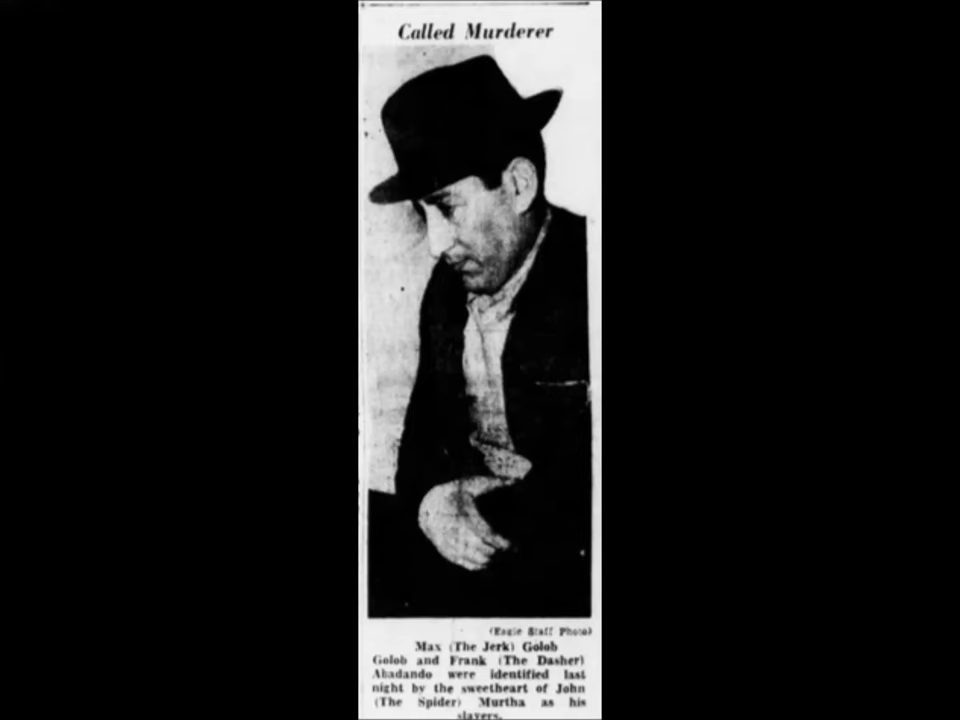 Called Murderer
(Eagle Staff Photo)
Max (The Jerk) Golob
Golob and Frank (The Dasher)
Abadando were identified last
night by the sweetheart of John
(The Spider) Murtha as his
slayers.